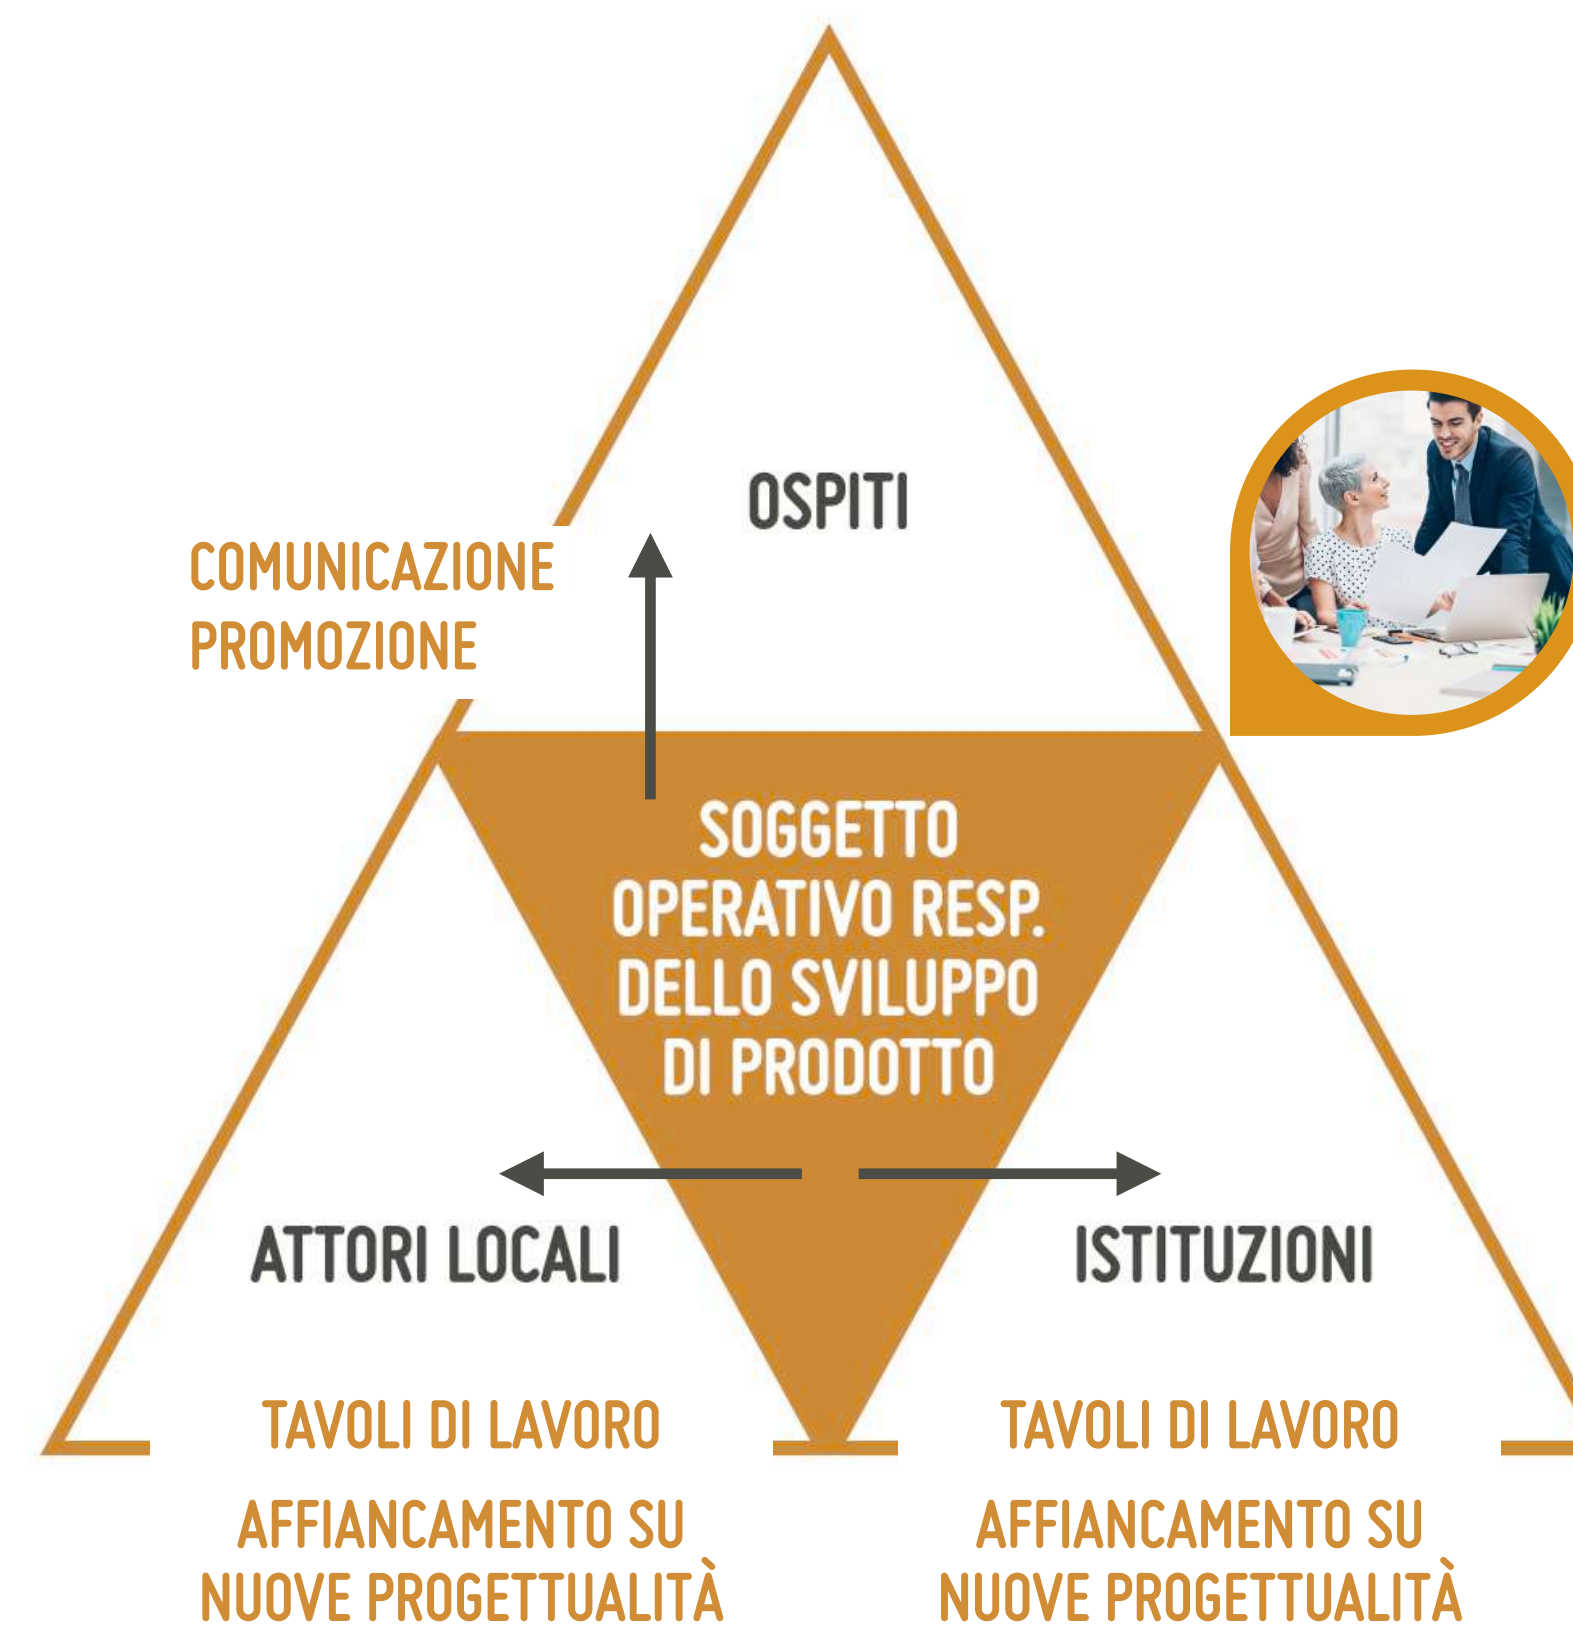 OSPITI
COMUNICAZIONE
PROMOZIONE
SOGGETTO
OPERATIVO RESP.
DELLO SVILUPPO
DI PRODOTTO
ATTORI LOCALI
ISTITUZIONI
TAVOLI DI LAVORO
AFFIANCAMENTO SU
NUOVE PROGETTUALITÀ
TAVOLI DI LAVORO
AFFIANCAMENTO SU
NUOVE PROGETTUALITÀ